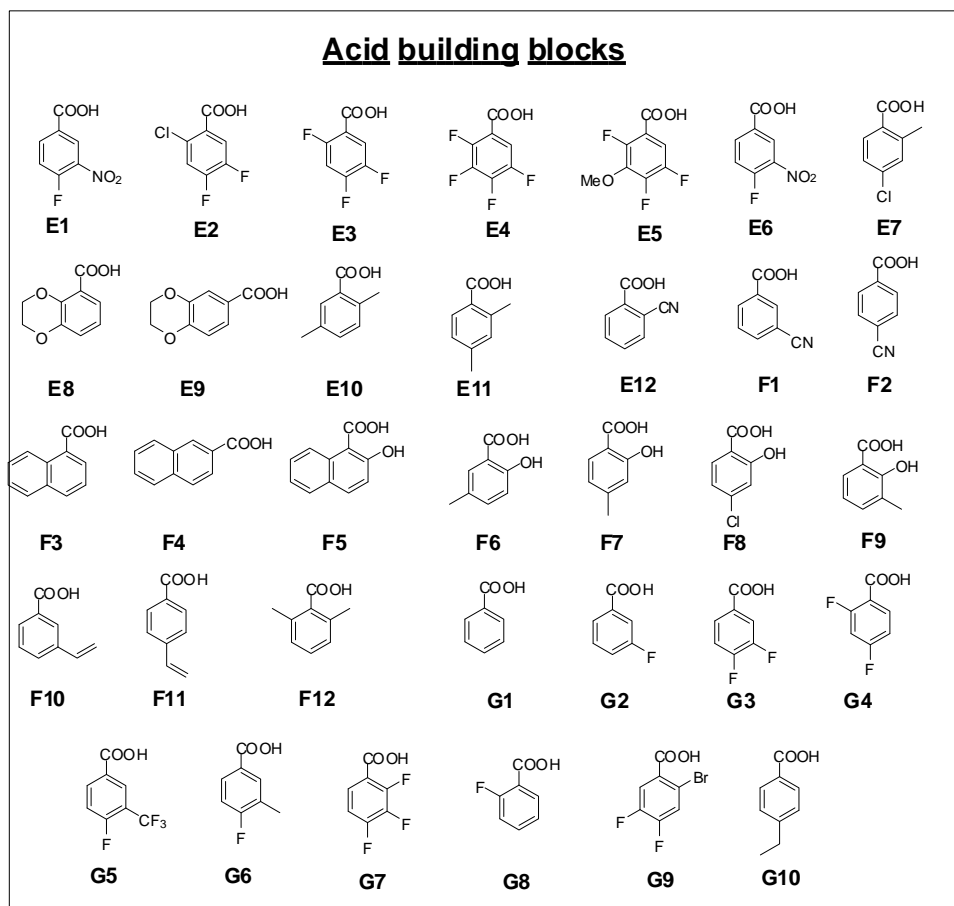 Acid building blocks
COOH COOH COOH COOH COOH COOH COOH
Cl F F F NO2 F F F F F MeO F F F NO2 F Cl
E1 E2 E3 E4 E5 E6 E7
COOH COOH COOH COOH COOH COOH COOH
O O O O CN CN CN
E8 E9 E10 E11 E12 F1 F2
COOH COOH COOH COOH COOH COOH COOH
OH OH OH OH OH Cl
F3 F4 F5 F6 F7 F8 F9
COOH COOH COOH COOH COOH COOH COOH
F F F F F
F10 F11 F12 G1 G2 G3 G4
COOH COOH COOH COOH COOH COOH
CF3 F F F F F F Br F F
G5 G6 G7 G8 G9 G10